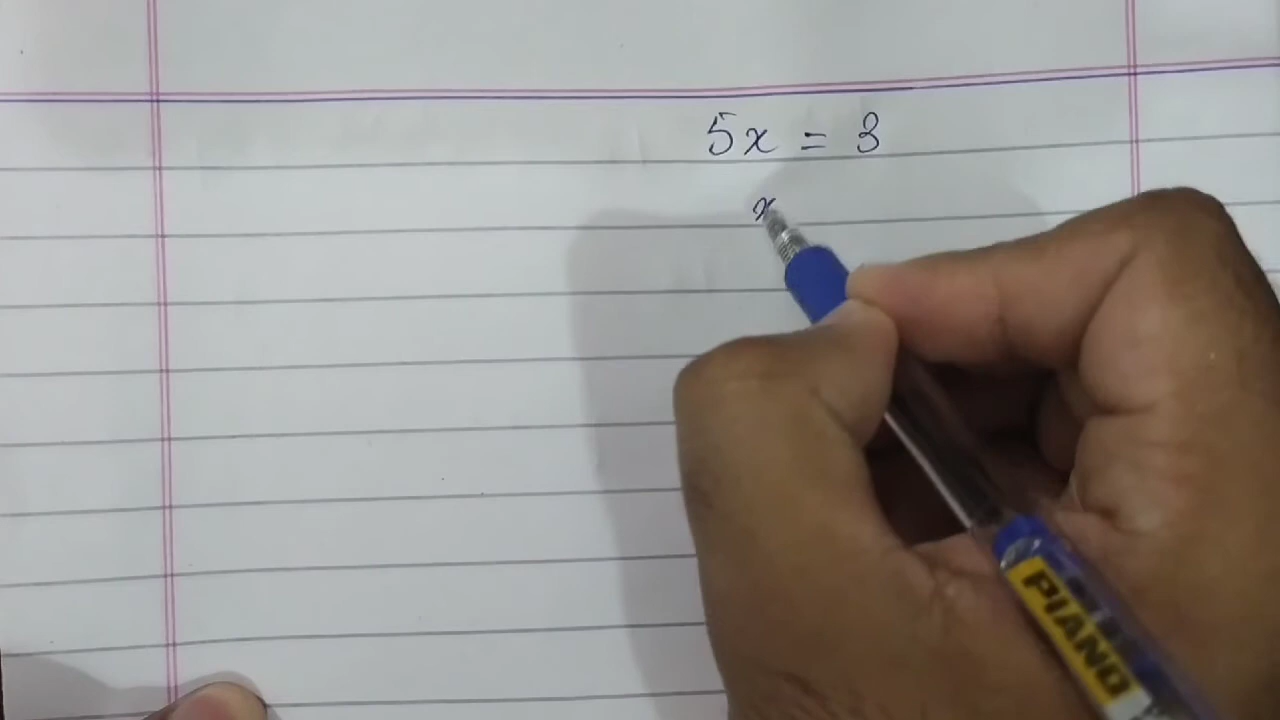 5x = 3
x
PIANO